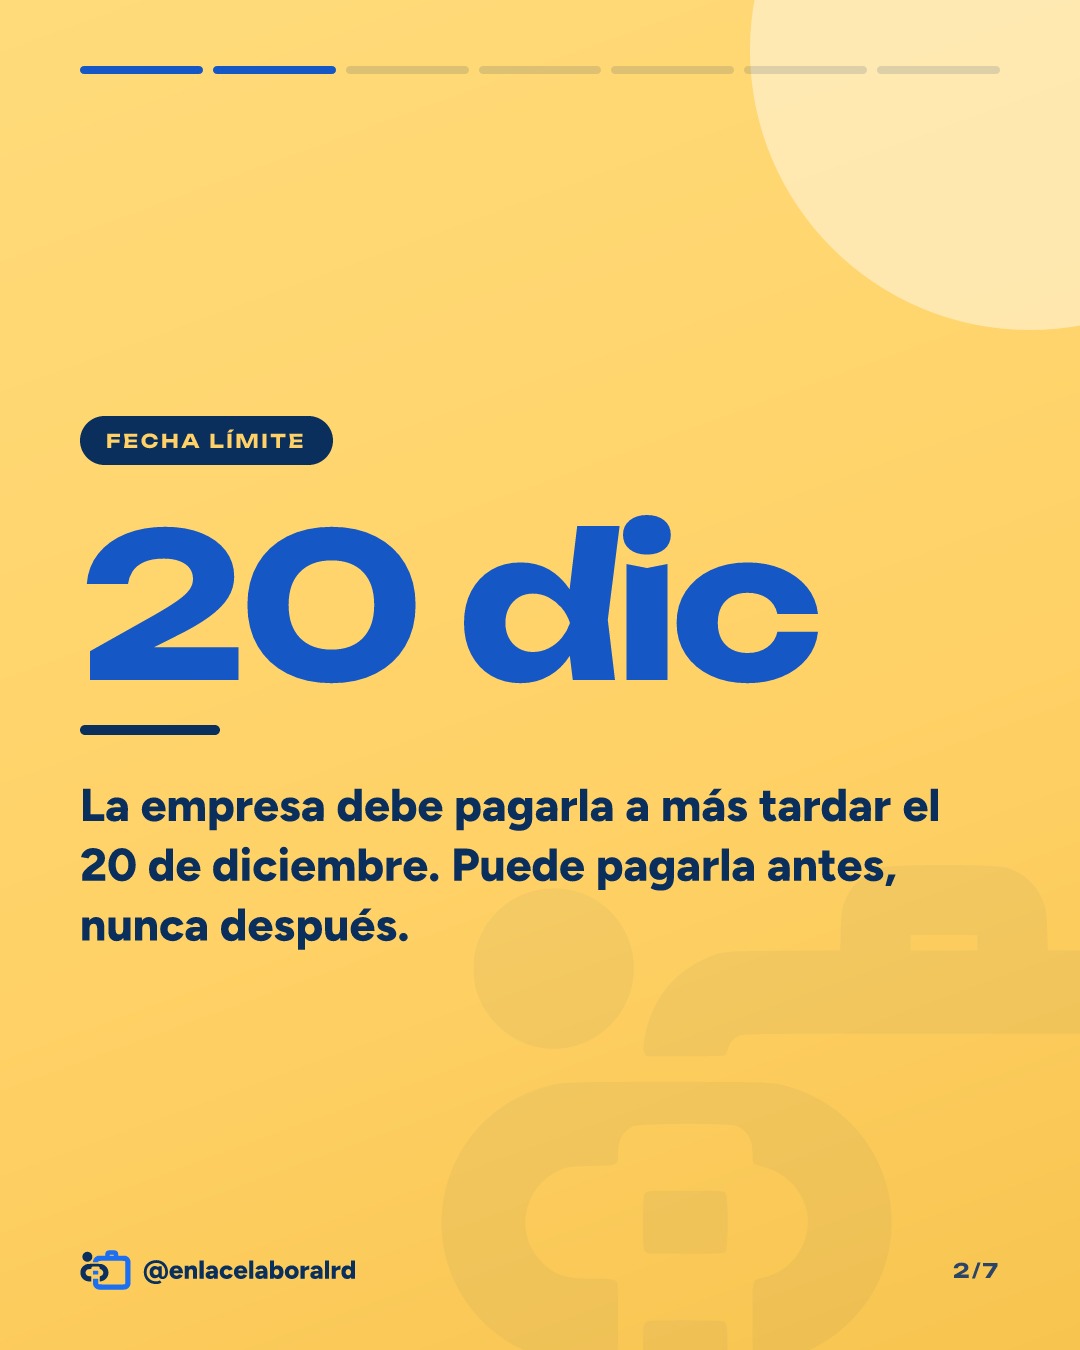 FECHA LÍMITE
20 dic
La empresa debe pagarla a más tardar el
20 de diciembre. Puede pagarla antes,
nunca después.
@enlacelaboralrd
2/7